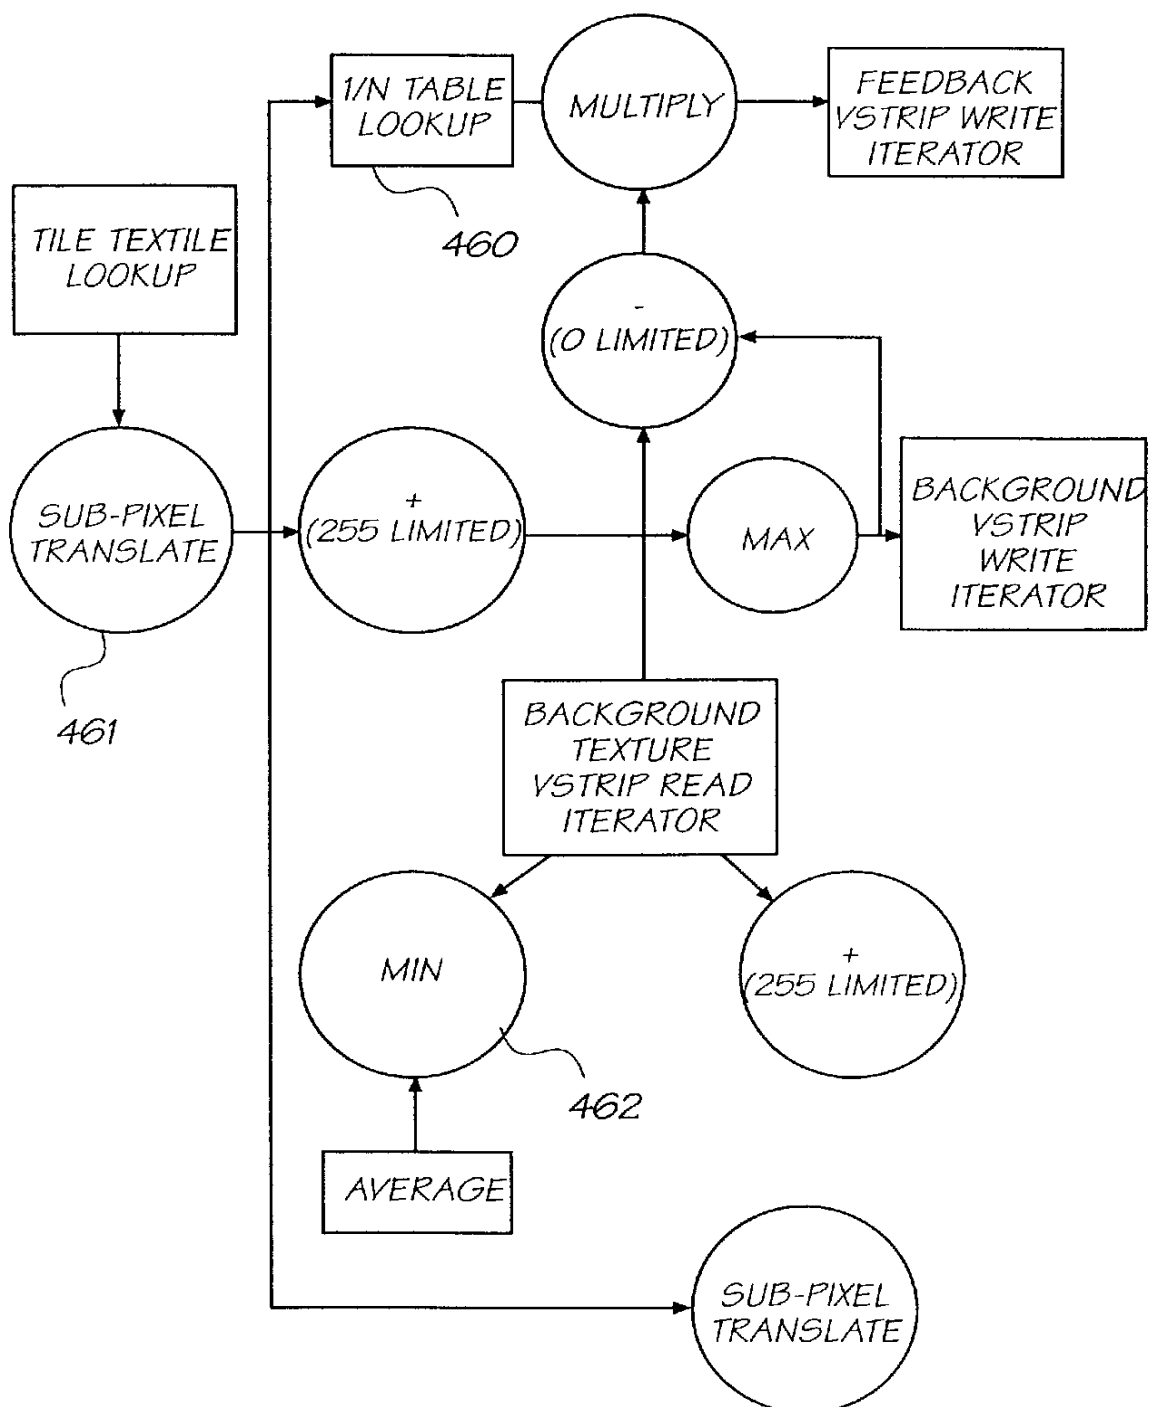 1/N TABLE
LOOKUP
MULTIPLY
FEEDBACK
VSTRIP WRITE
ITERATOR
460
TILE TEXTILE
LOOKUP
-
(0 LIMITED)
SUB-PIXEL
TRANSLATE
+
(255 LIMITED)
MAX
BACKGROUND
VSTRIP
WRITE
ITERATOR
461
BACKGROUND
TEXTURE
VSTRIP READ
ITERATOR
MIN
+
(255 LIMITED)
462
AVERAGE
SUB-PIXEL
TRANSLATE